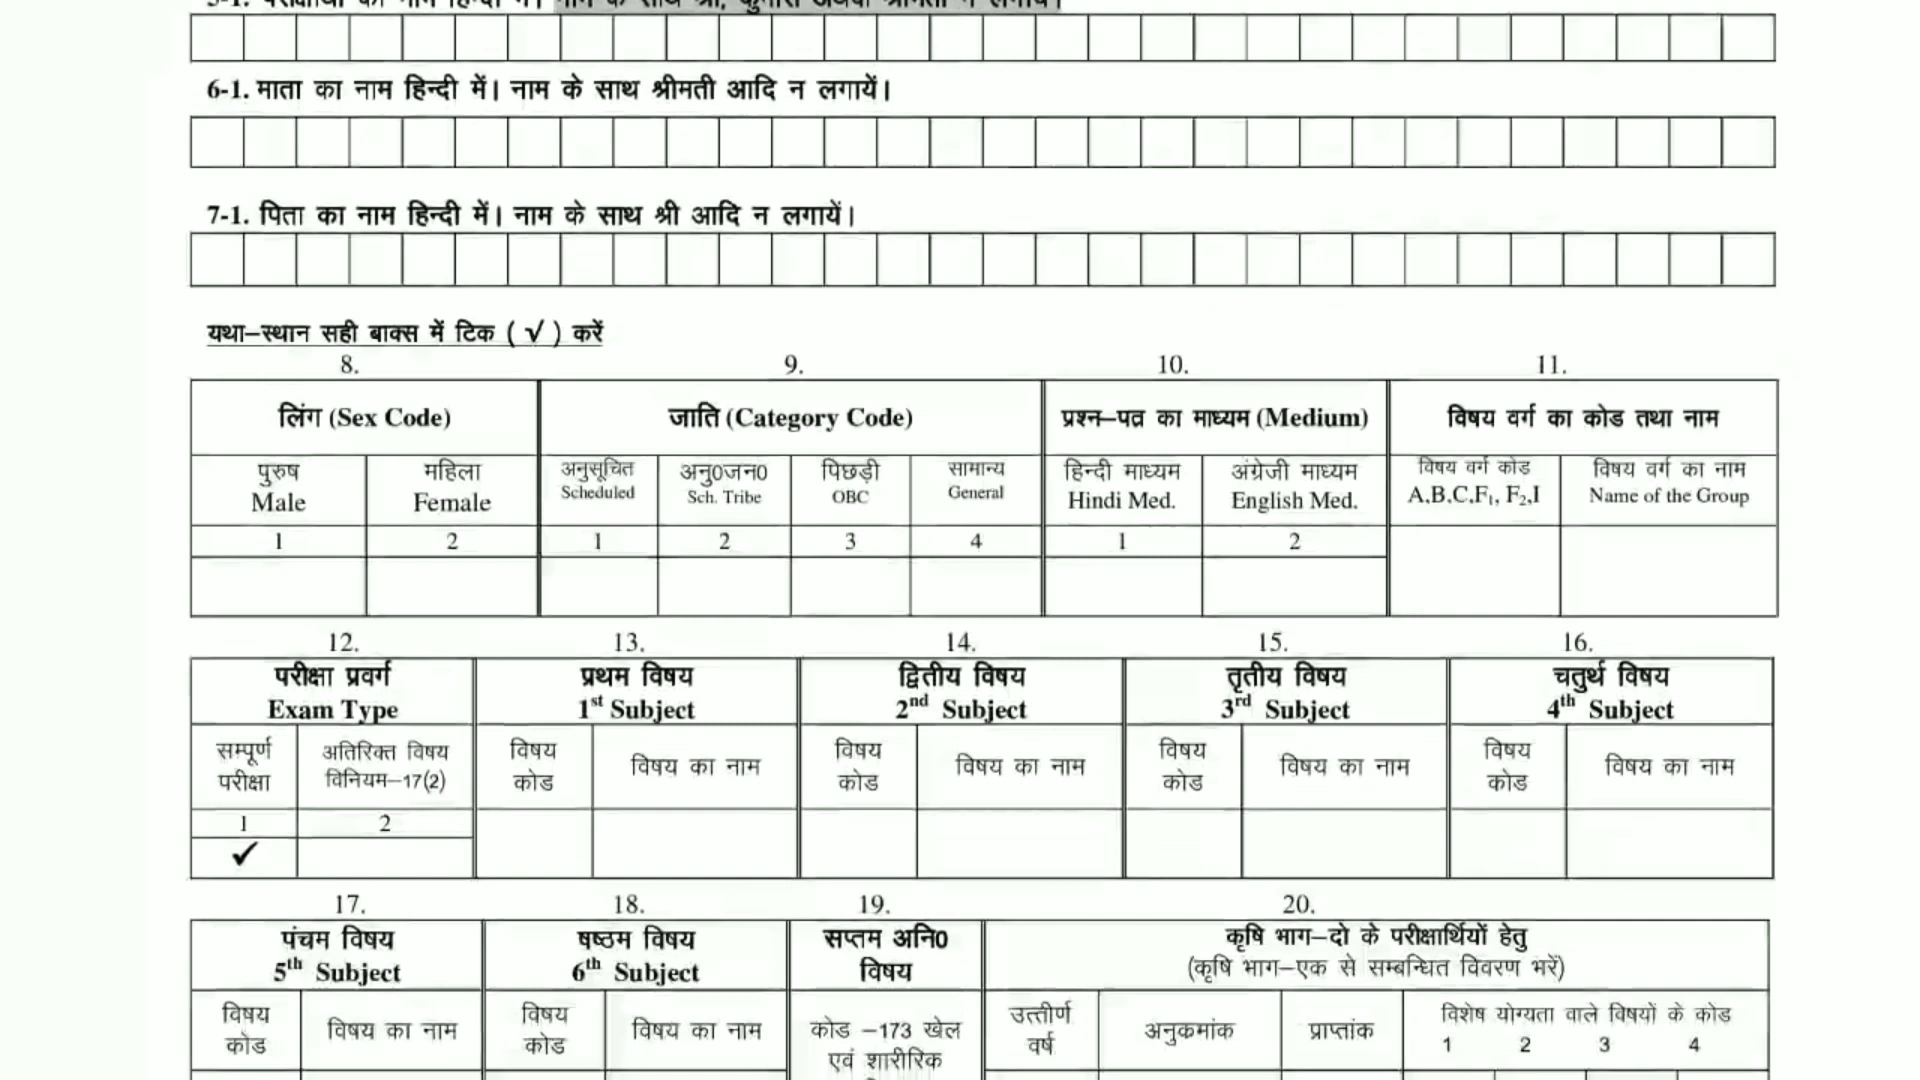 5-1. परीक्षार्थी का नाम हिन्दी में। नाम के साथ श्री, कुमारी अथवा श्रीमती न लगायें।
6-1. माता का नाम हिन्दी में। नाम के साथ श्रीमती आदि न लगायें।
7-1. पिता का नाम हिन्दी में। नाम के साथ श्री आदि न लगायें।
यथा–स्थान सही बाक्स में टिक ( √ ) करें
8. 9. 10. 11.
लिंग (Sex Code) जाति (Category Code) प्रश्न–पत्र का माध्यम (Medium) विषय वर्ग का कोड तथा नाम
पुरुष महिला अनुसूचित अनु0जन0 पिछड़ी सामान्य हिन्दी माध्यम अंग्रेजी माध्यम विषय वर्ग कोड विषय वर्ग का नाम
Male Female Scheduled Sch. Tribe OBC General Hindi Med. English Med. A,B,C,F₁, F₂,I Name of the Group
1 2 1 2 3 4 1 2
12. 13. 14. 15. 16.
परीक्षा प्रवर्ग प्रथम विषय द्वितीय विषय तृतीय विषय चतुर्थ विषय
Exam Type 1st Subject 2nd Subject 3rd Subject 4th Subject
सम्पूर्ण अतिरिक्त विषय विषय विषय का नाम विषय विषय का नाम विषय विषय का नाम विषय विषय का नाम
परीक्षा विनियम–17(2) कोड कोड कोड कोड
1 2
✓
17. 18. 19. 20.
पंचम विषय षष्ठम विषय सप्तम अनि0 कृषि भाग–दो के परीक्षार्थियों हेतु
5th Subject 6th Subject विषय (कृषि भाग–एक से सम्बन्धित विवरण भरें)
विषय विषय का नाम विषय विषय का नाम कोड –173 खेल उत्तीर्ण अनुकमांक प्राप्तांक विशेष योग्यता वाले विषयों के कोड
कोड कोड एवं शारीरिक वर्ष 1 2 3 4